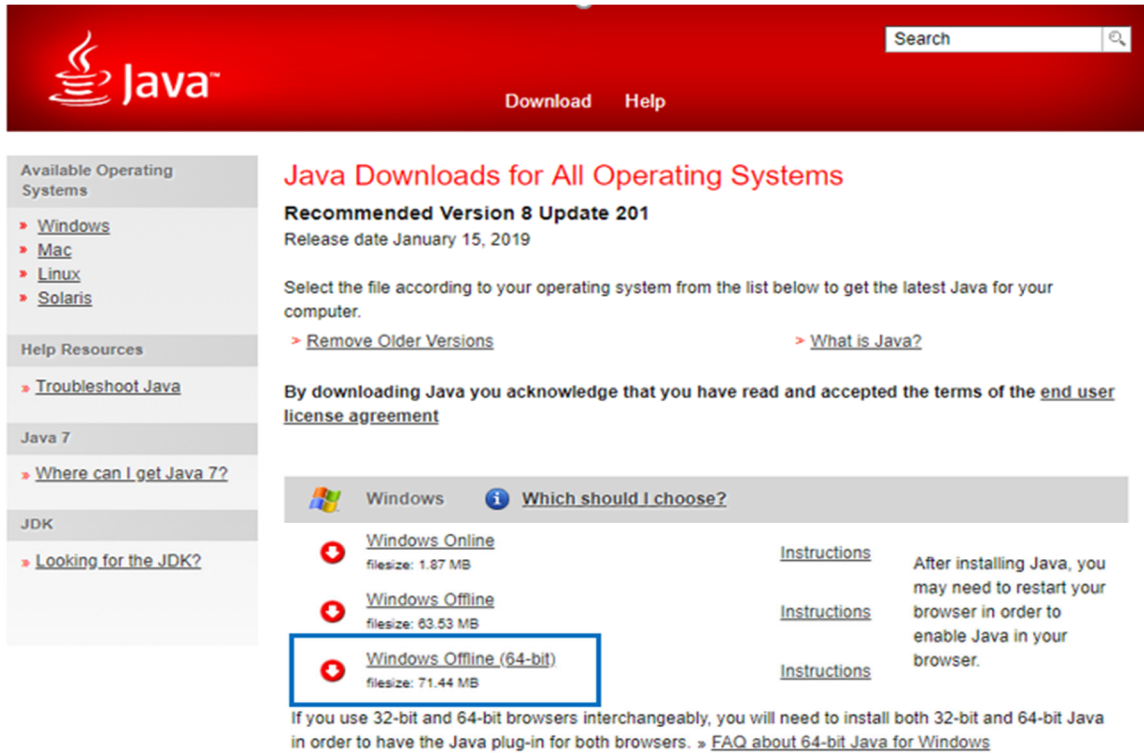 Search
Java™
Download Help
Available Operating
Systems
» Windows
» Mac
» Linux
» Solaris
Help Resources
» Troubleshoot Java
Java 7
» Where can I get Java 7?
JDK
» Looking for the JDK?
Java Downloads for All Operating Systems
Recommended Version 8 Update 201
Release date January 15, 2019
Select the file according to your operating system from the list below to get the latest Java for your
computer.
> Remove Older Versions > What is Java?
By downloading Java you acknowledge that you have read and accepted the terms of the end user
license agreement
Windows i Which should I choose?
Windows Online
filesize: 1.87 MB
Instructions
Windows Offline
filesize: 63.53 MB
Instructions
Windows Offline (64-bit)
filesize: 71.44 MB
Instructions
After installing Java, you
may need to restart your
browser in order to
enable Java in your
browser.
If you use 32-bit and 64-bit browsers interchangeably, you will need to install both 32-bit and 64-bit Java
in order to have the Java plug-in for both browsers. » FAQ about 64-bit Java for Windows